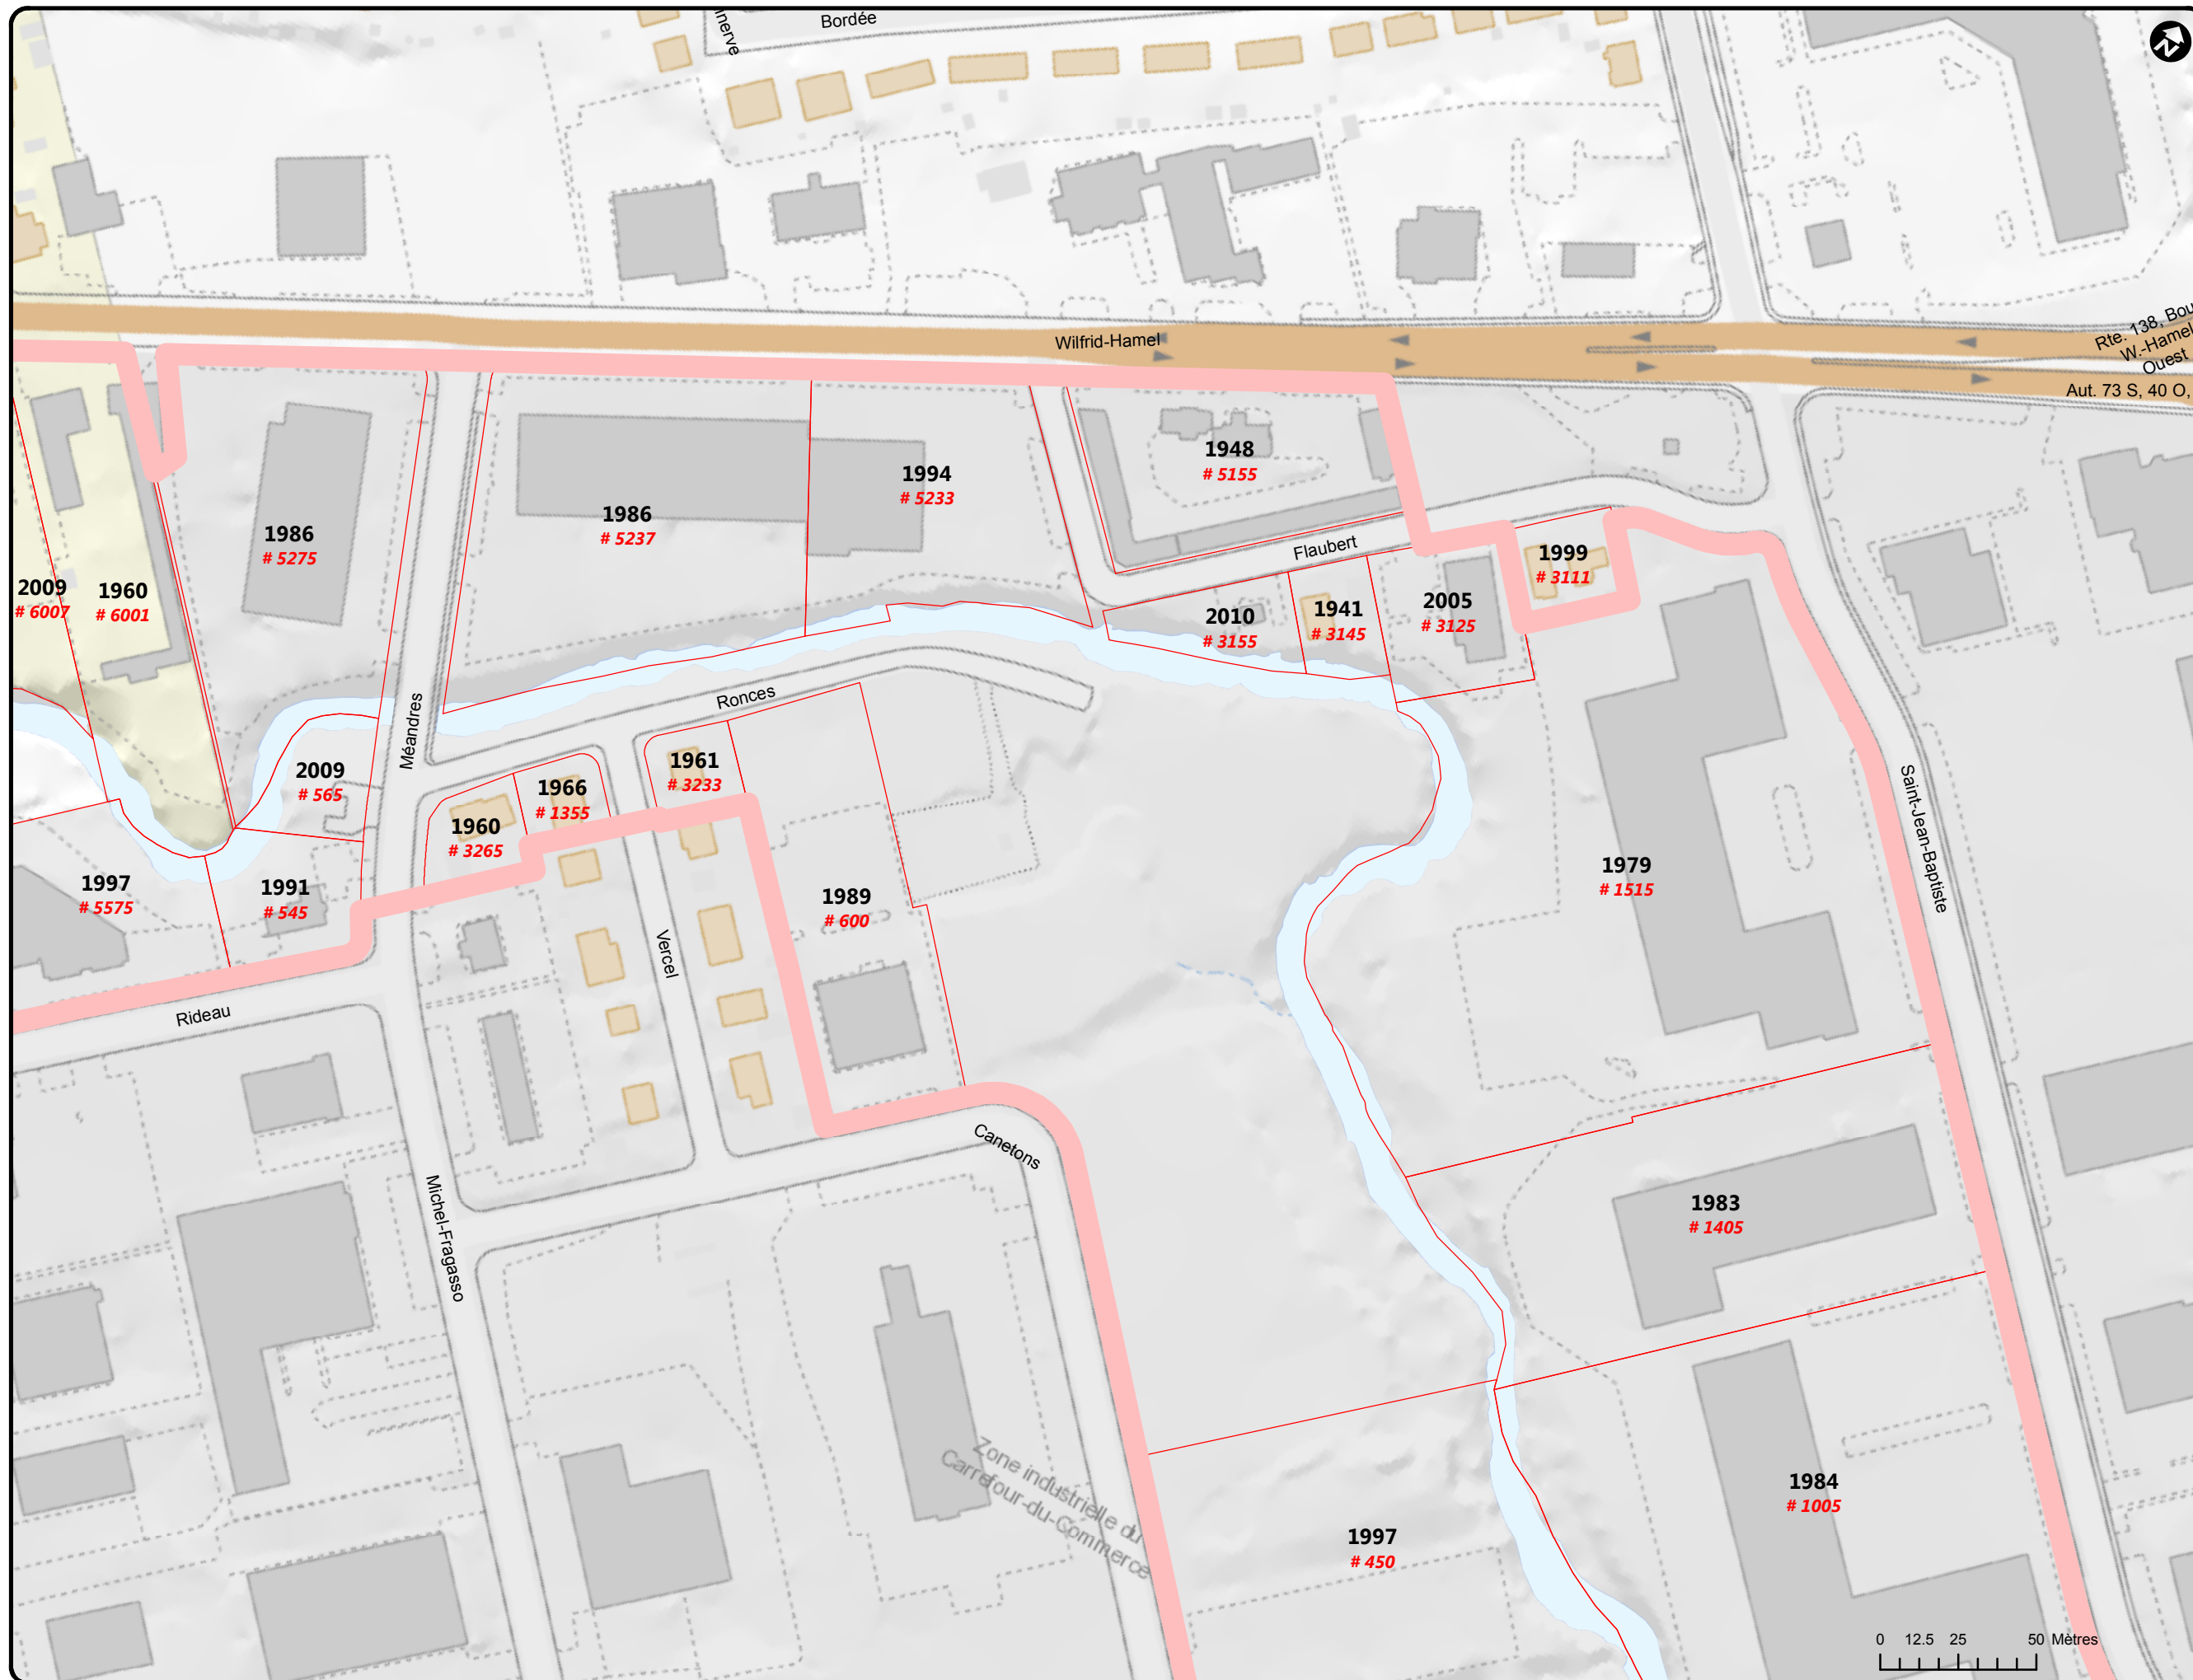 Bordée
nerve
N
Wilfrid-Hamel
Rte. 138, Bou
W.-Hamel
Ouest
Aut. 73 S, 40 O,
1948
# 5155
1994
# 5233
1986
# 5237
1986
# 5275
Flaubert
1999
# 3111
2009
# 6007
1960
# 6001
2010
# 3155
1941
# 3145
2005
# 3125
Méandres
Ronces
2009
# 565
1966
# 1355
1961
# 3233
1960
# 3265
Saint-Jean-Baptiste
1997
# 5575
1991
# 545
1989
# 600
1979
# 1515
Vercel
Rideau
Canetons
Michel-Fragasso
1983
# 1405
Zone industrielle du
Carrefour-du-Commerce
1984
# 1005
1997
# 450
0 12.5 25 50 Mètres